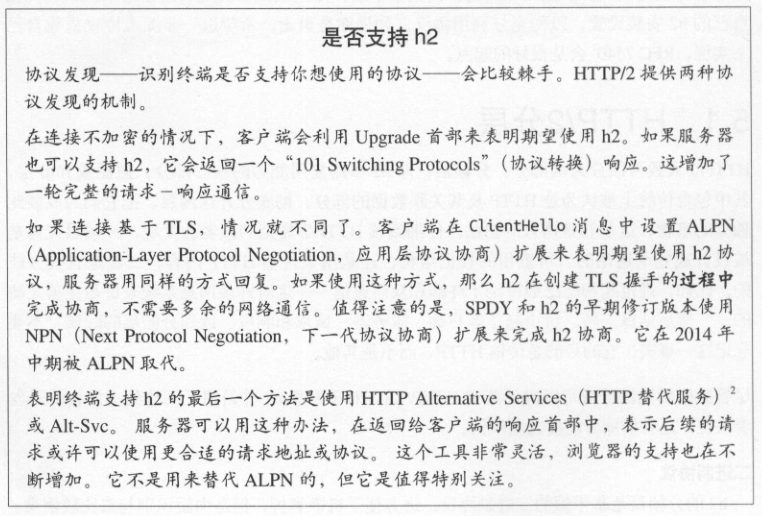 是否支持 h2
协议发现——识别终端是否支持你想使用的协议——会比较棘手。HTTP/2 提供两种协
议发现的机制。
在连接不加密的情况下，客户端会利用 Upgrade 首部来表明期望使用 h2。如果服务器
也可以支持 h2，它会返回一个“101 Switching Protocols”（协议转换）响应。这增加了
一轮完整的请求－响应通信。
如果连接基于 TLS，情况就不同了。客户端在 ClientHello 消息中设置 ALPN
（Application-Layer Protocol Negotiation，应用层协议协商）扩展来表明期望使用 h2 协
议，服务器用同样的方式回复。如果使用这种方式，那么 h2 在创建 TLS 握手的过程中
完成协商，不需要多余的网络通信。值得注意的是，SPDY 和 h2 的早期修订版本使用
NPN（Next Protocol Negotiation，下一代协议协商）扩展来完成 h2 协商。它在 2014 年
中期被 ALPN 取代。
表明终端支持 h2 的最后一个方法是使用 HTTP Alternative Services（HTTP 替代服务）2
或 Alt-Svc。服务器可以用这种办法，在返回给客户端的响应首部中，表示后续的请
求或许可以使用更合适的请求地址或协议。这个工具非常灵活，浏览器的支持也在不
断增加。它不是用来替代 ALPN 的，但它是值得特别关注。